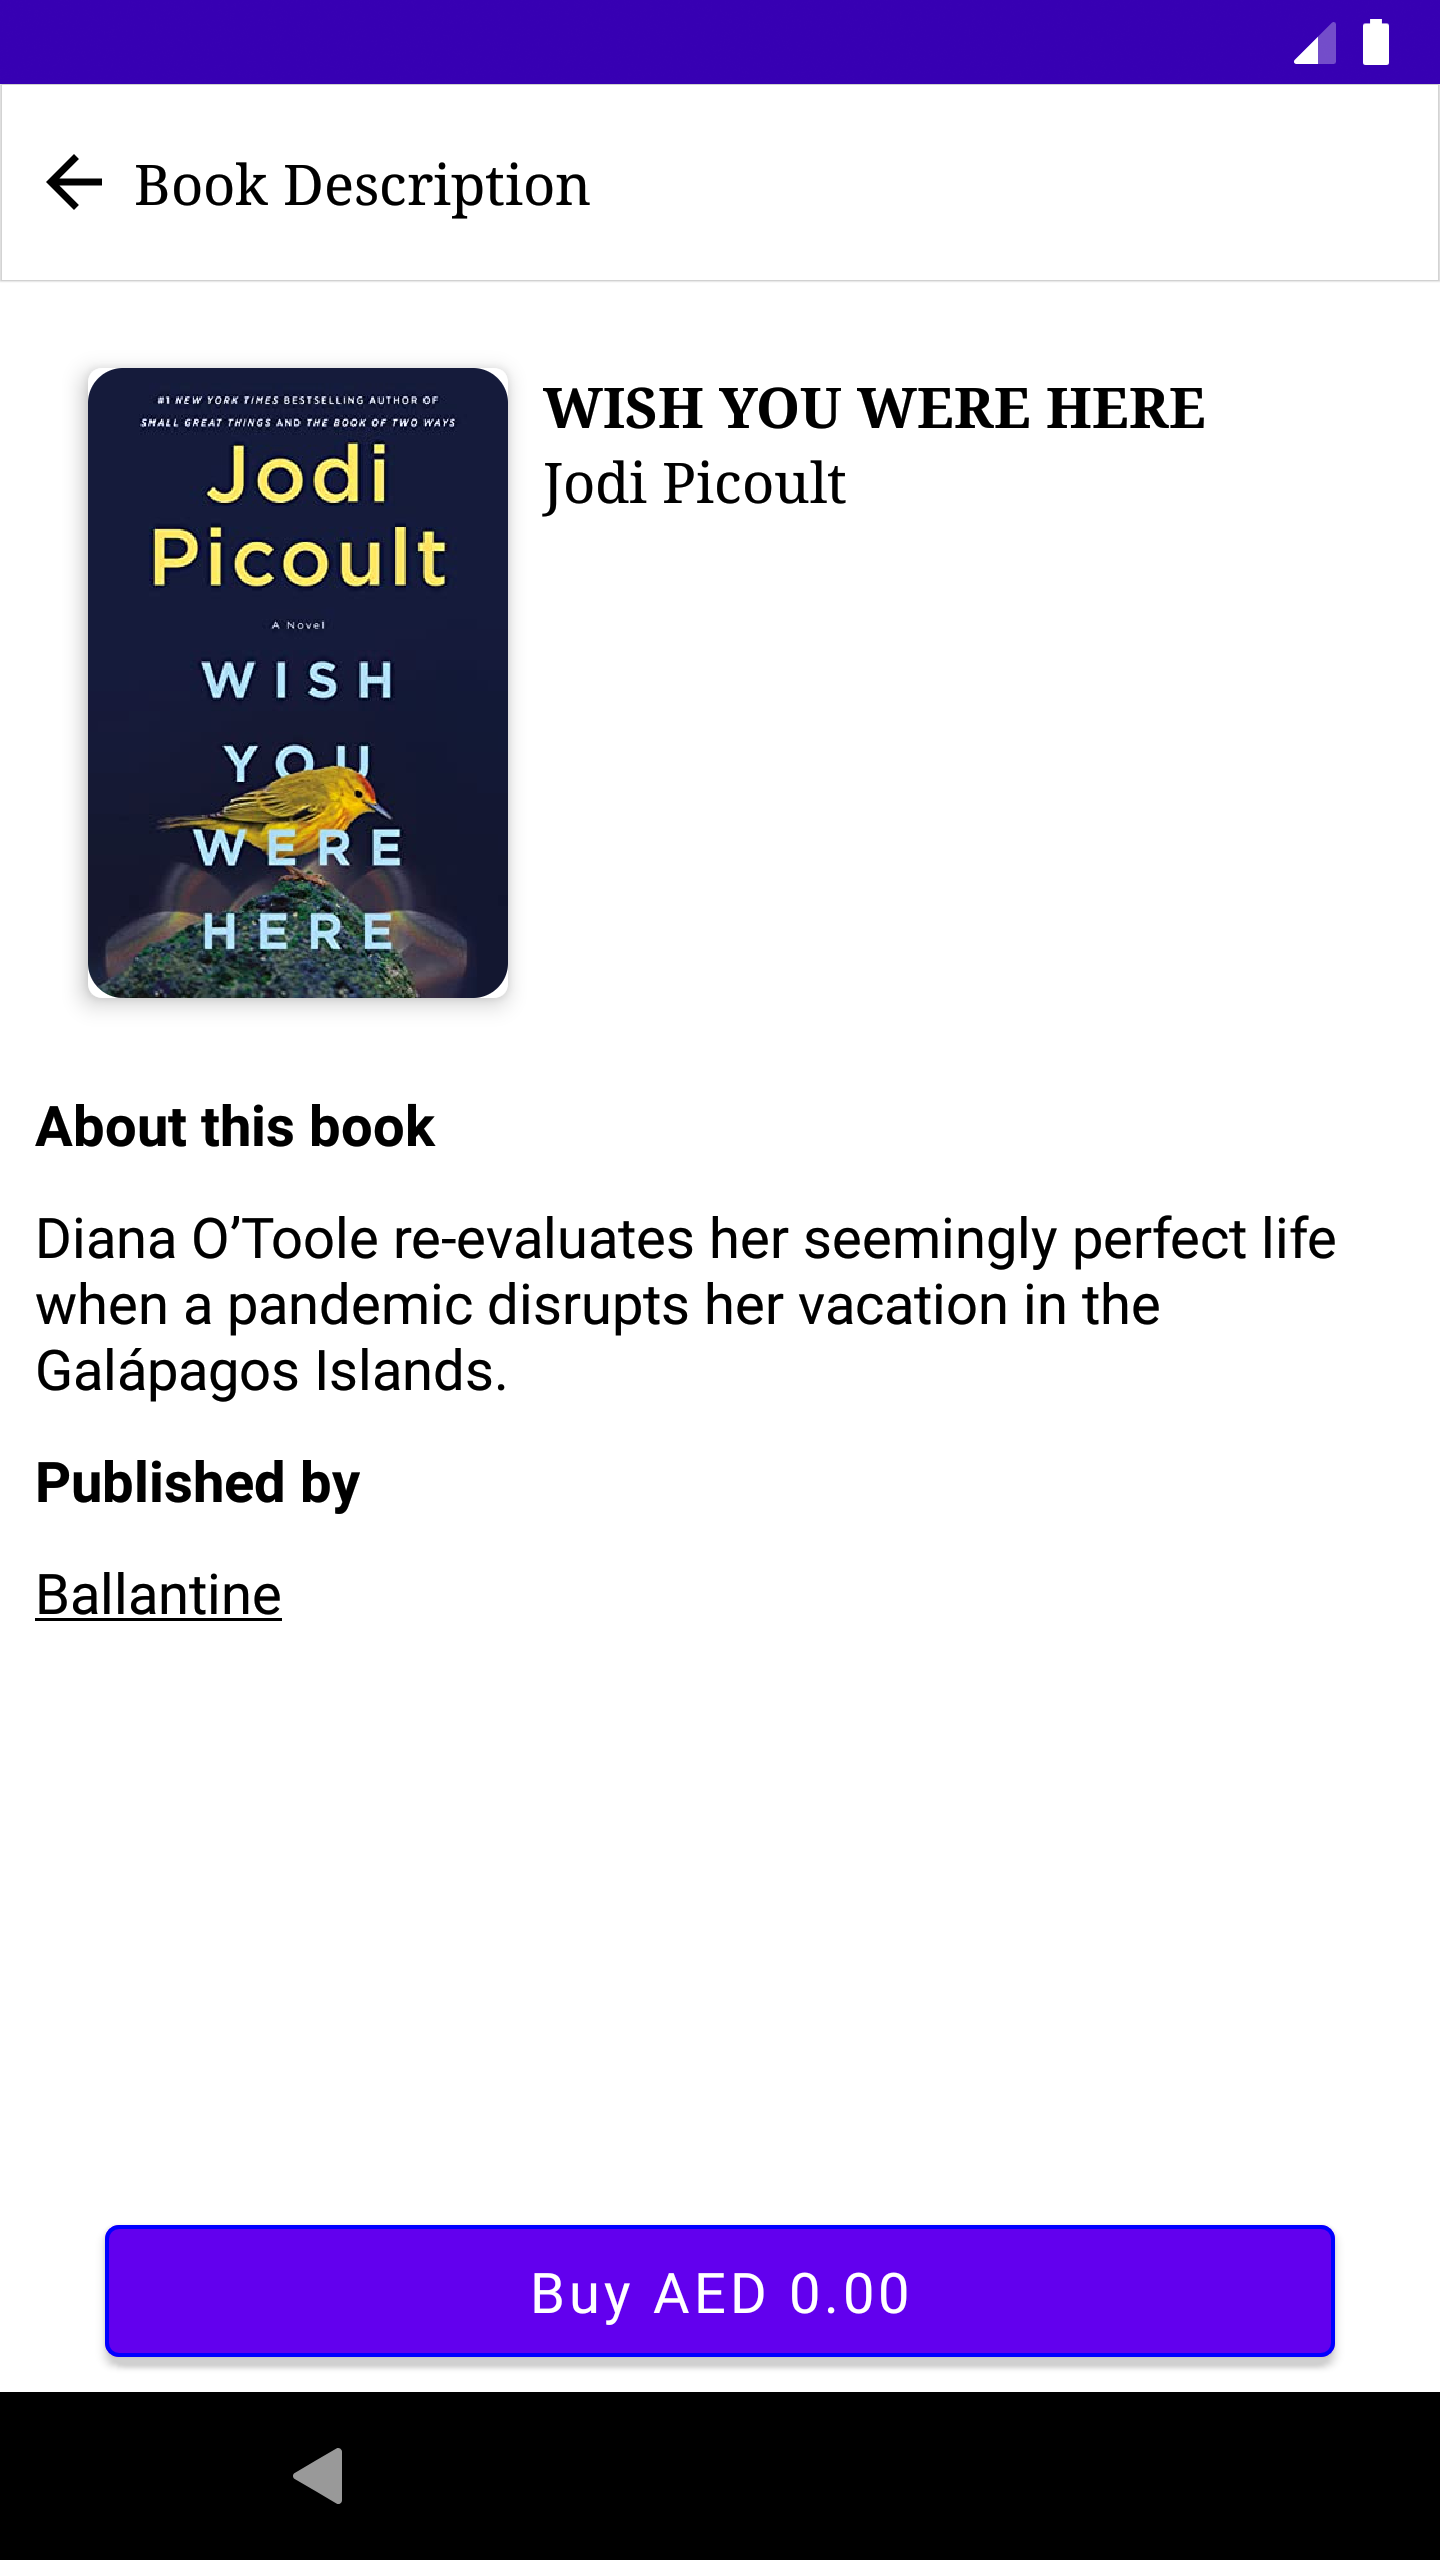 Book Description
#1 NEW YORK TIMES BESTSELLING AUTHOR OF
SMALL GREAT THINGS AND THE BOOK OF TWO WAYS
Jodi
Picoult
A Novel
WISH
YOU
WERE
HERE
WISH YOU WERE HERE
Jodi Picoult
About this book
Diana O’Toole re-evaluates her seemingly perfect life
when a pandemic disrupts her vacation in the
Galápagos Islands.
Published by
Ballantine
Buy AED 0.00